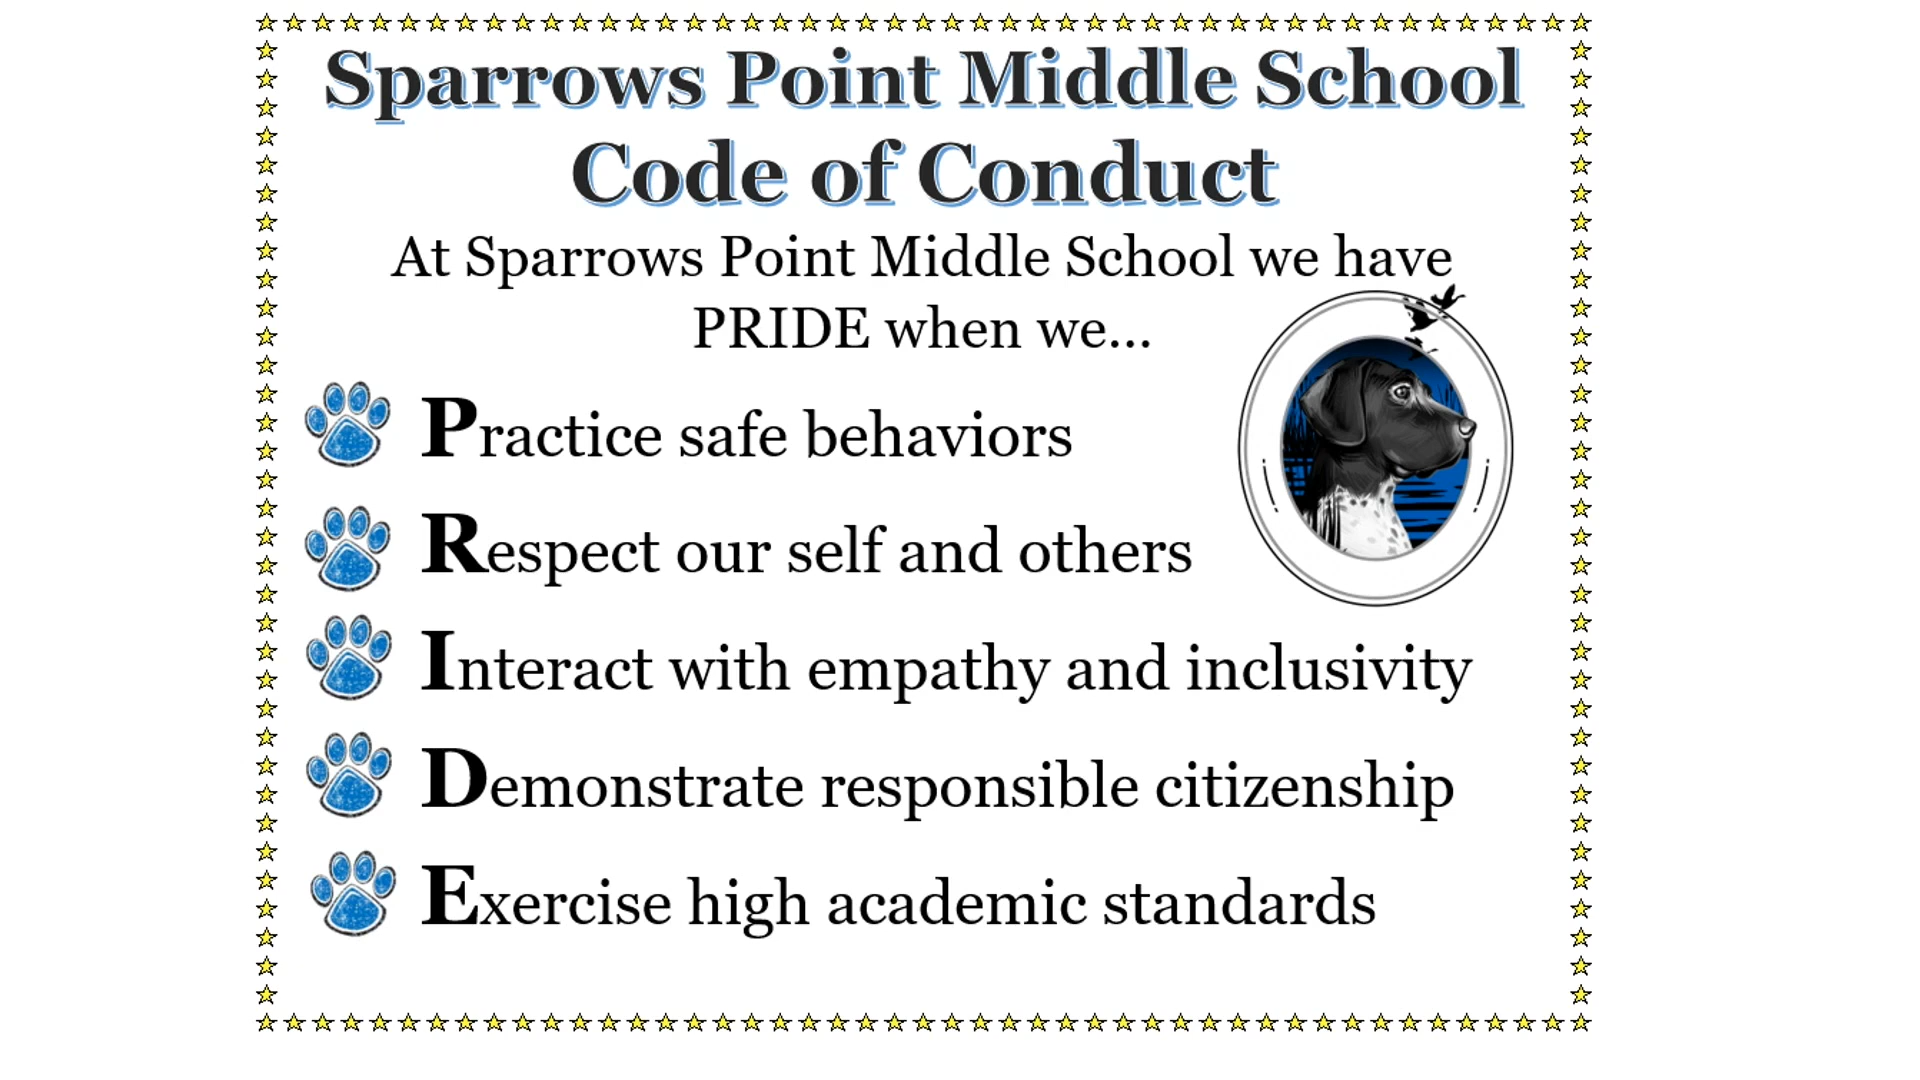 Sparrows Point Middle School
Code of Conduct
At Sparrows Point Middle School we have
PRIDE when we...
Practice safe behaviors
Respect our self and others
Interact with empathy and inclusivity
Demonstrate responsible citizenship
Exercise high academic standards